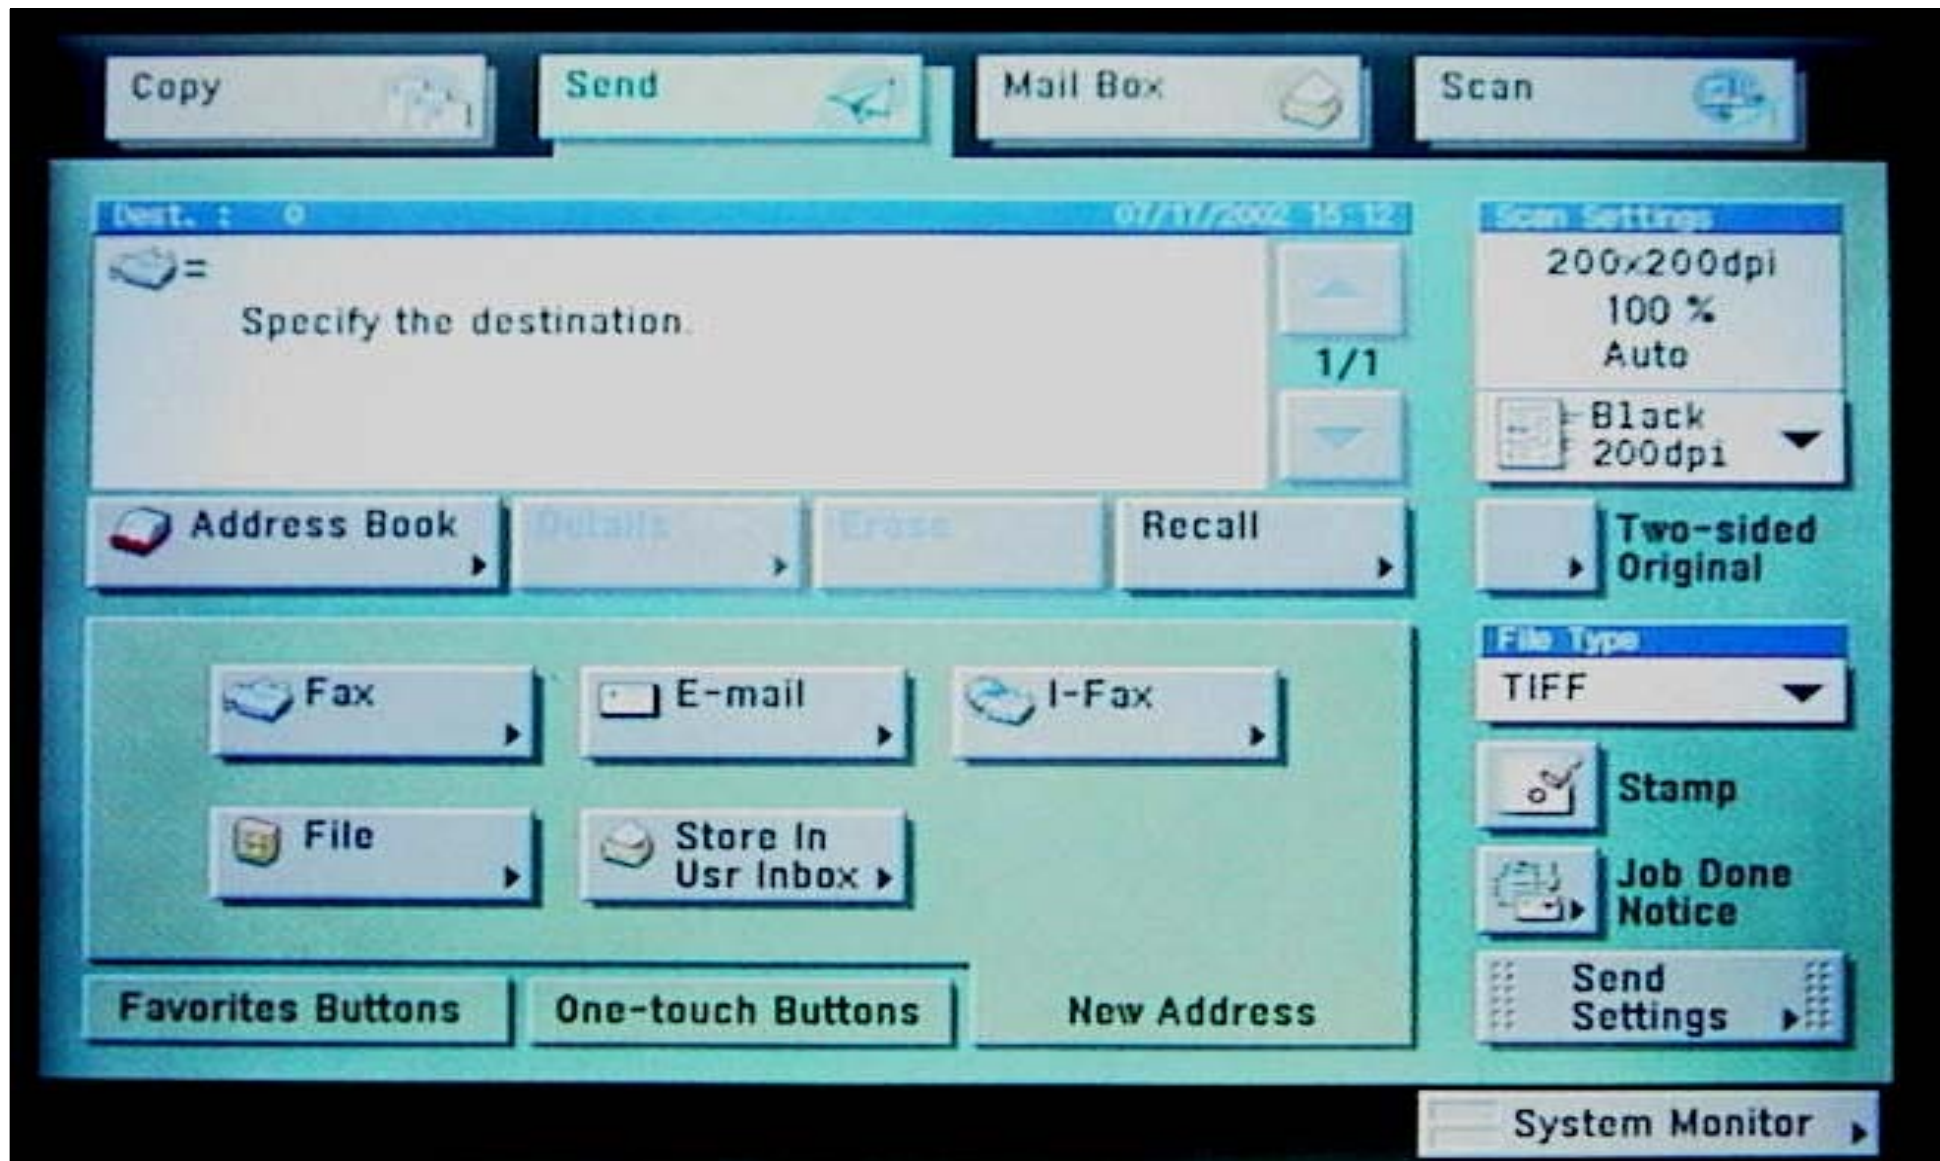 Copy
Send
Mail Box
Scan
Dest. : 0
07/17/2002 15:12
Scan Settings
=
Specify the destination.
200x200dpi
100 %
Auto
1/1
Black
200dpi
Address Book
Details
Erase
Recall
Two-sided
Original
Fax
E-mail
I-Fax
File Type
TIFF
File
Store In
Usr Inbox
Stamp
Job Done
Notice
Favorites Buttons
One-touch Buttons
New Address
Send
Settings
System Monitor